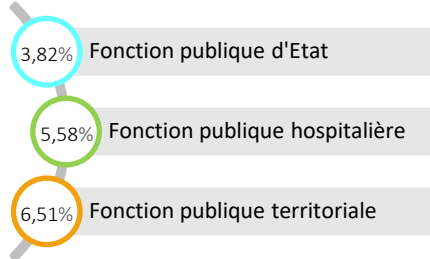 3,82% Fonction publique d'Etat
5,58% Fonction publique hospitalière
6,51% Fonction publique territoriale